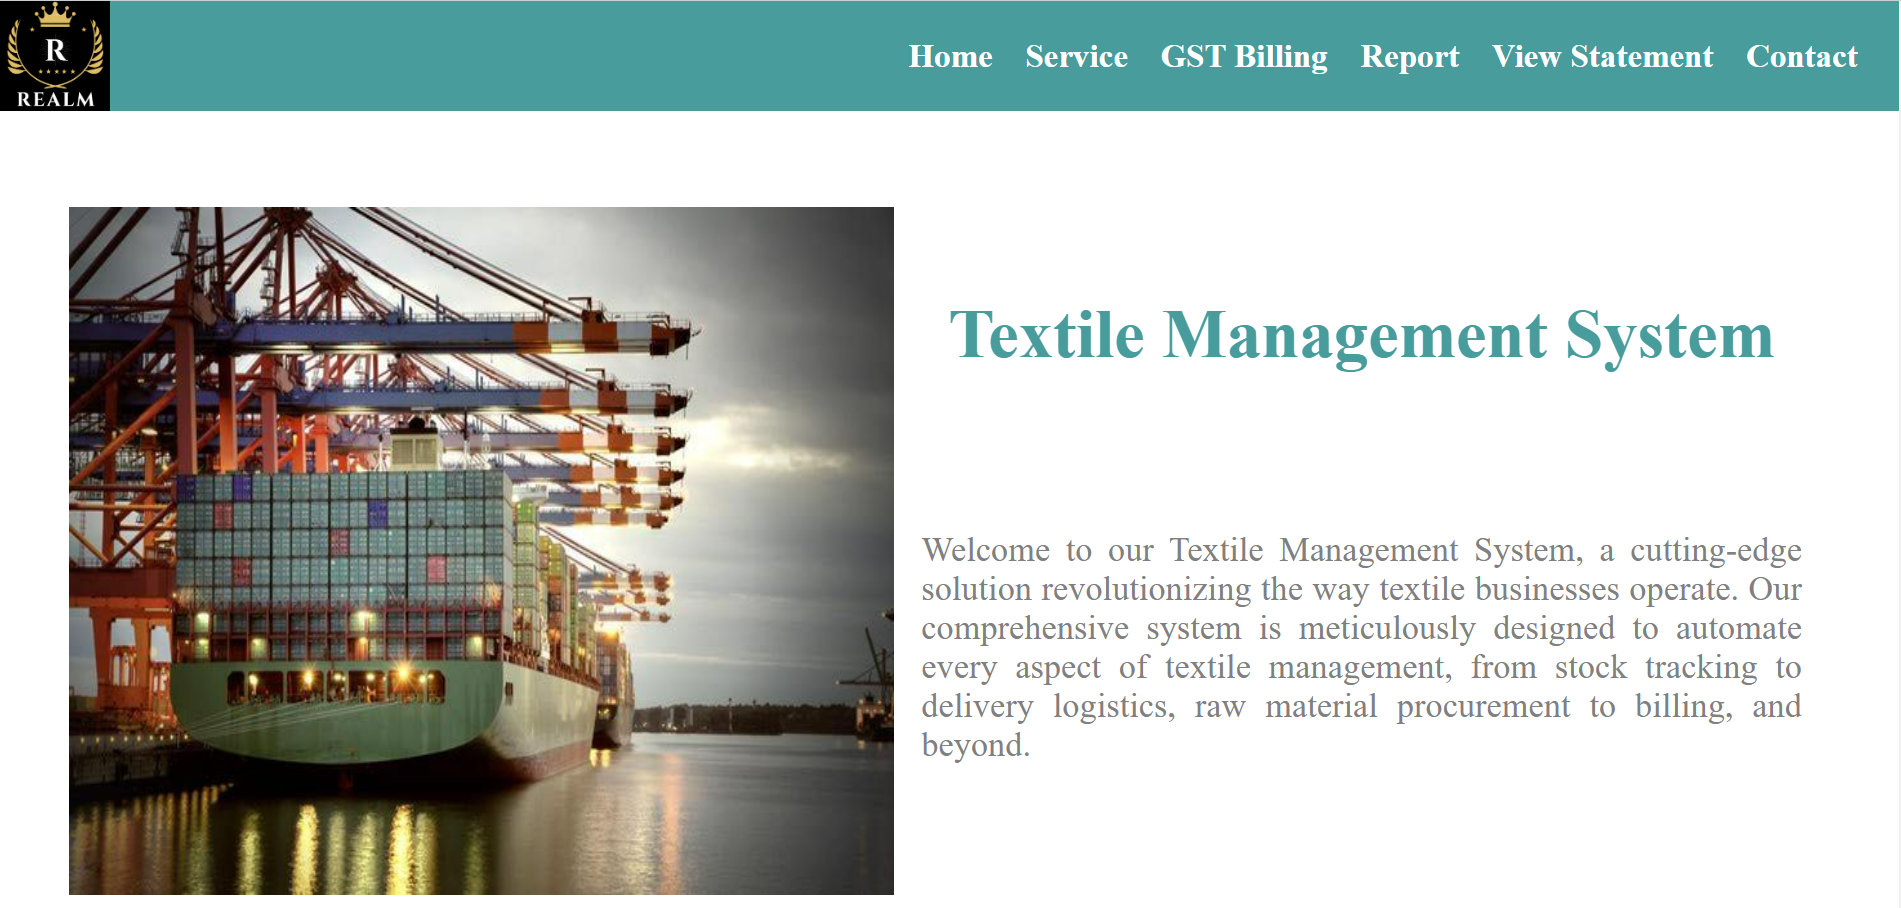 R
REALM
Home Service GST Billing Report View Statement Contact
Textile Management System
Welcome to our Textile Management System, a cutting-edge
solution revolutionizing the way textile businesses operate. Our
comprehensive system is meticulously designed to automate
every aspect of textile management, from stock tracking to
delivery logistics, raw material procurement to billing, and
beyond.